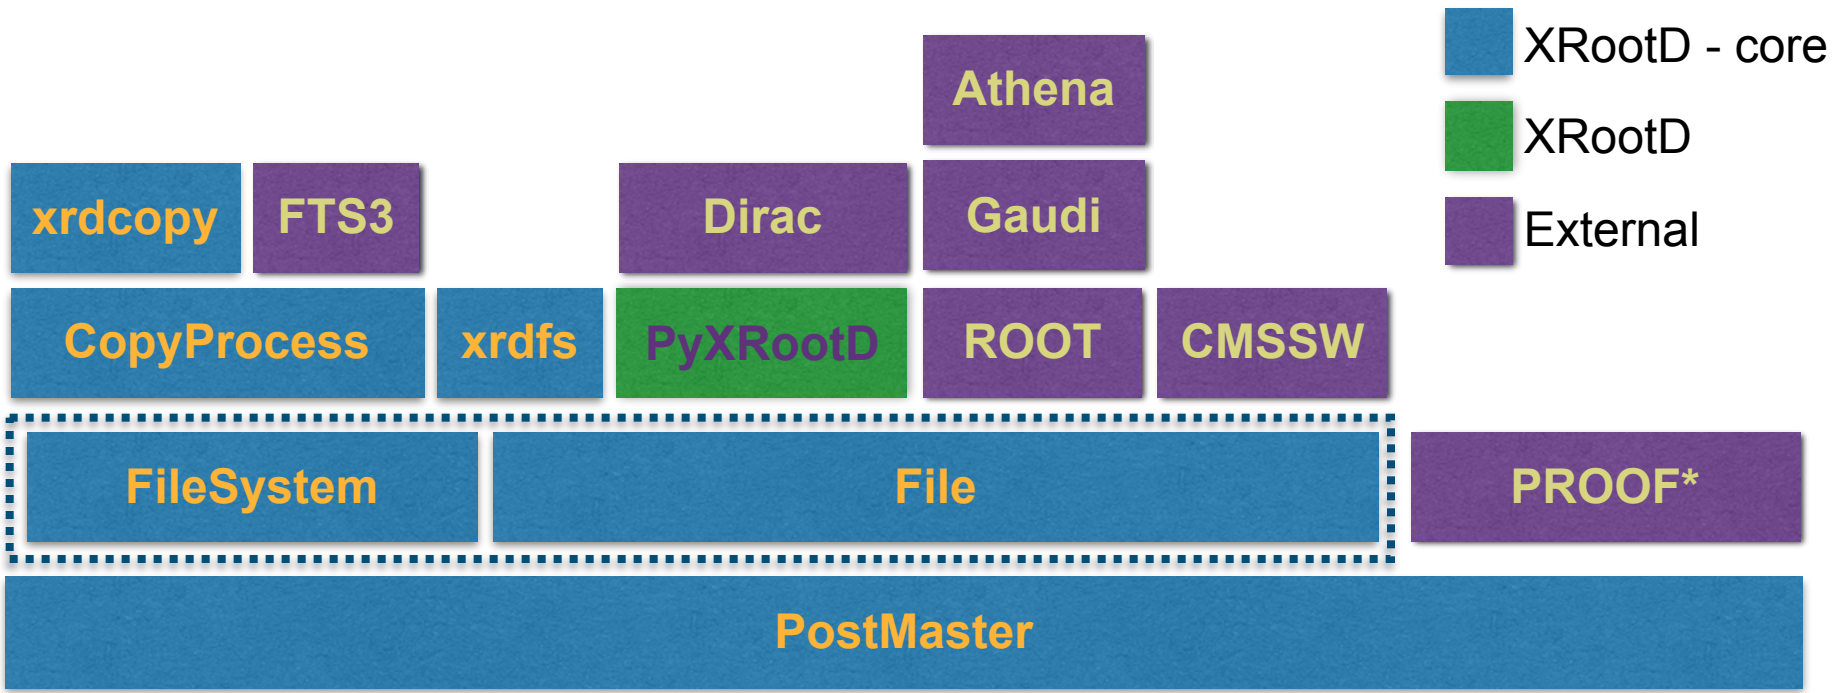 XRootD - core
Athena
XRootD
xrdcopy
FTS3
Dirac
Gaudi
External
CopyProcess
xrdfs
PyXRootD
ROOT
CMSSW
FileSystem
File
PROOF*
PostMaster